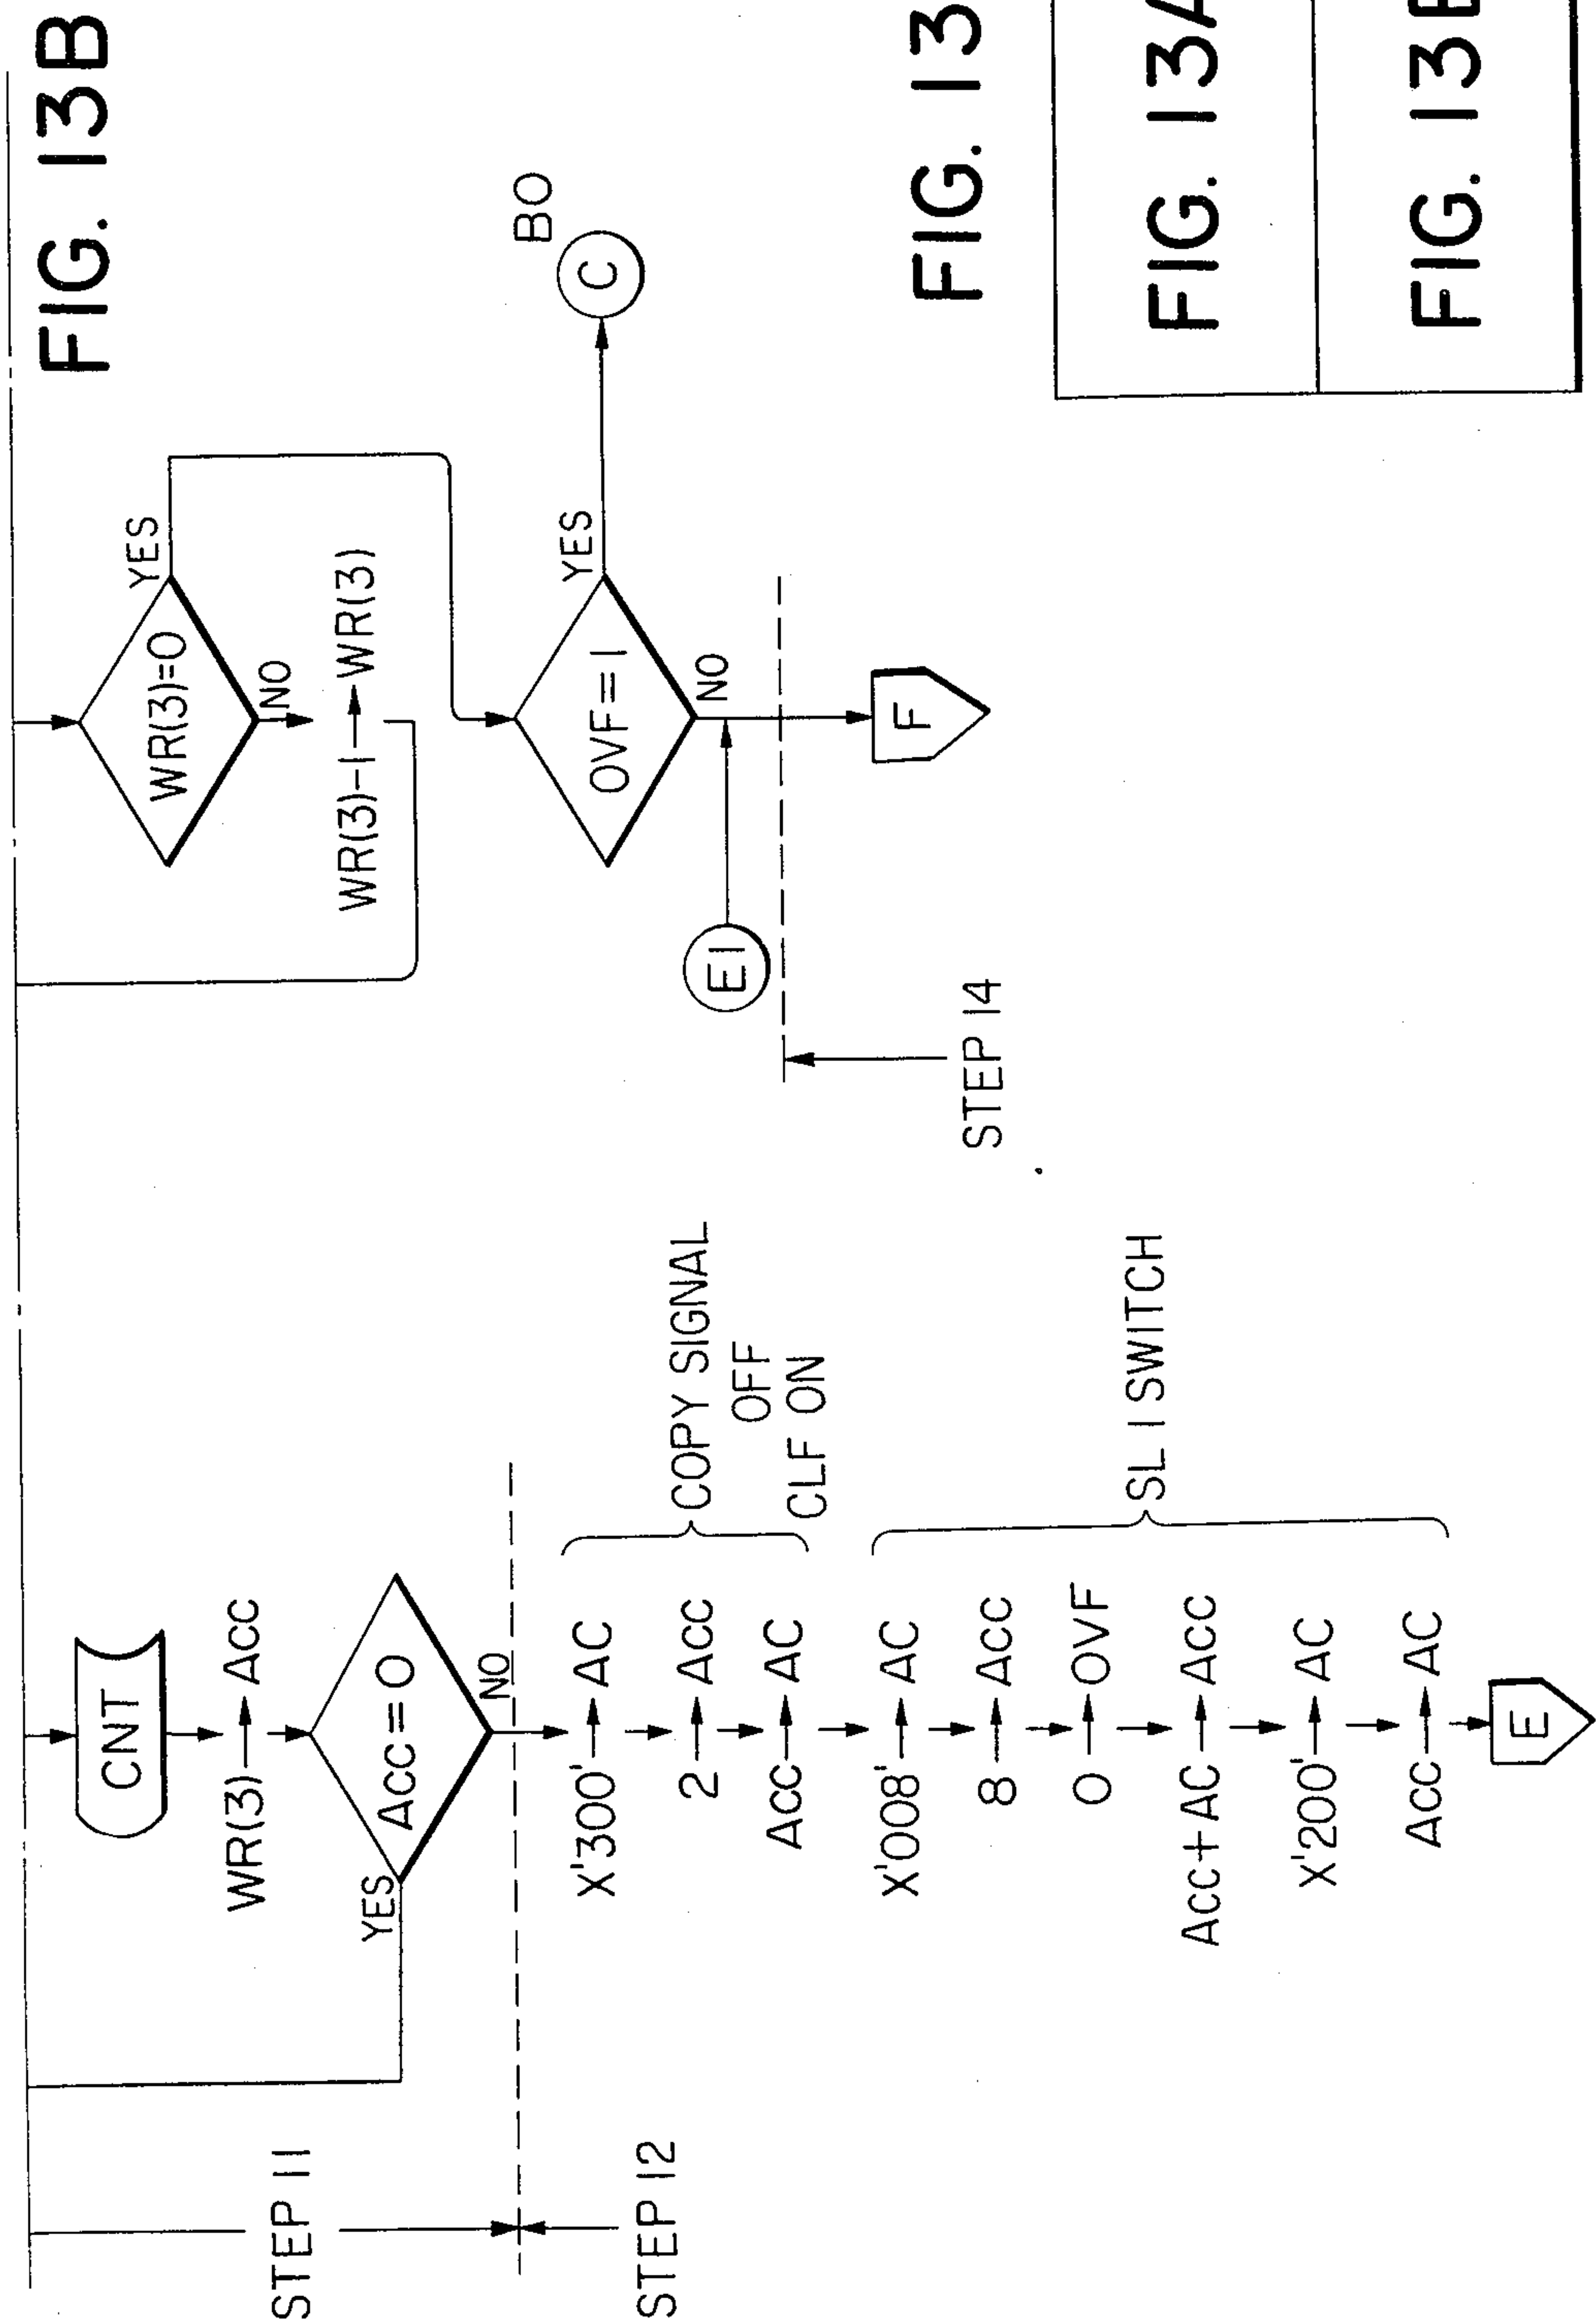 FIG. 13B
CNT
WR(3)→Acc
Acc=0
YES
NO
STEP 11
STEP 12
X'300'→AC
2→Acc
Acc→AC
COPY SIGNAL
OFF
CLF ON
X'008'→AC
8→Acc
0→OVF
Acc+AC→Acc
X'200'→AC
Acc→AC
SL 1 SWITCH
E
WR(3)=0
YES
NO
WR(3)-1→WR(3)
OVF=1
YES
NO
C
B0
E1
STEP 14
F
FIG. 13
FIG. 13A
FIG. 13B